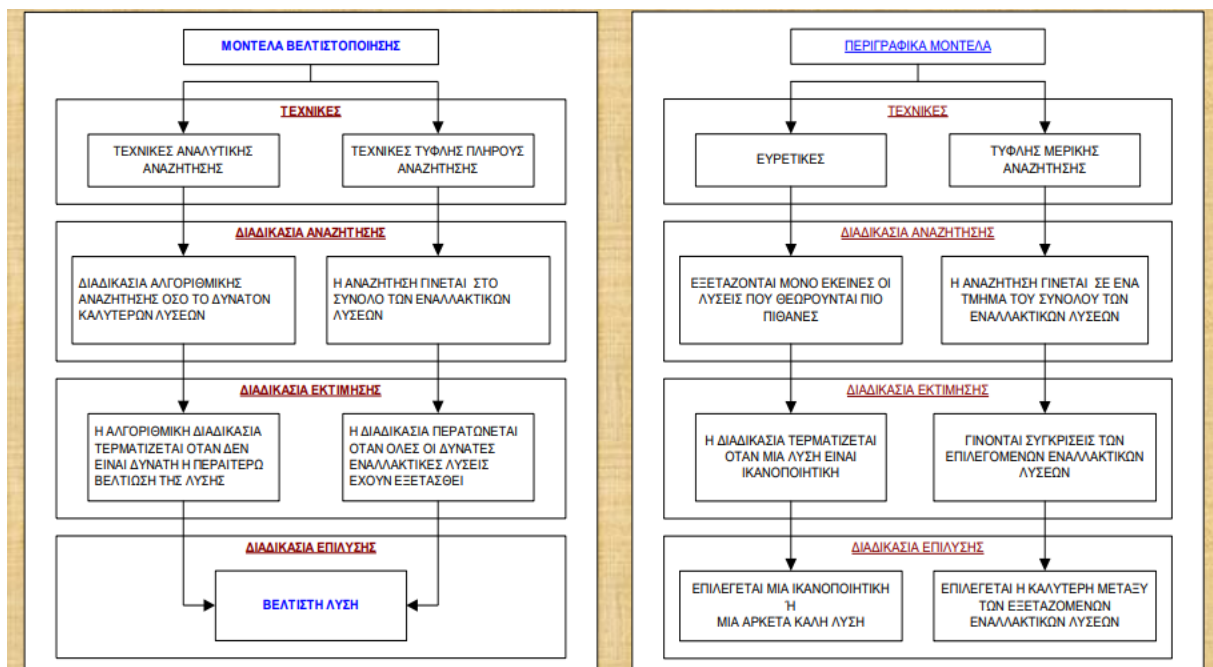 ΜΟΝΤΕΛΑ ΒΕΛΤΙΣΤΟΠΟΙΗΣΗΣ
ΤΕΧΝΙΚΕΣ
ΤΕΧΝΙΚΕΣ ΑΝΑΛΥΤΙΚΗΣ
ΑΝΑΖΗΤΗΣΗΣ
ΤΕΧΝΙΚΕΣ ΤΥΦΛΗΣ ΠΛΗΡΟΥΣ
ΑΝΑΖΗΤΗΣΗΣ
ΔΙΑΔΙΚΑΣΙΑ ΑΝΑΖΗΤΗΣΗΣ
ΔΙΑΔΙΚΑΣΙΑ ΑΛΓΟΡΙΘΜΙΚΗΣ
ΑΝΑΖΗΤΗΣΗΣ ΟΣΟ ΤΟ ΔΥΝΑΤΟΝ
ΚΑΛΥΤΕΡΩΝ ΛΥΣΕΩΝ
Η ΑΝΑΖΗΤΗΣΗ ΓΙΝΕΤΑΙ ΣΤΟ
ΣΥΝΟΛΟ ΤΩΝ ΕΝΑΛΛΑΚΤΙΚΩΝ
ΛΥΣΕΩΝ
ΔΙΑΔΙΚΑΣΙΑ ΕΚΤΙΜΗΣΗΣ
Η ΑΛΓΟΡΙΘΜΙΚΗ ΔΙΑΔΙΚΑΣΙΑ
ΤΕΡΜΑΤΙΖΕΤΑΙ ΟΤΑΝ ΔΕΝ
ΕΙΝΑΙ ΔΥΝΑΤΗ Η ΠΕΡΑΙΤΕΡΩ
ΒΕΛΤΙΩΣΗ ΤΗΣ ΛΥΣΗΣ
Η ΔΙΑΔΙΚΑΣΙΑ ΠΕΡΑΤΩΝΕΤΑΙ
ΟΤΑΝ ΟΛΕΣ ΟΙ ΔΥΝΑΤΕΣ
ΕΝΑΛΛΑΚΤΙΚΕΣ ΛΥΣΕΙΣ
ΕΧΟΥΝ ΕΞΕΤΑΣΘΕΙ
ΔΙΑΔΙΚΑΣΙΑ ΕΠΙΛΥΣΗΣ
ΒΕΛΤΙΣΤΗ ΛΥΣΗ
ΠΕΡΙΓΡΑΦΙΚΑ ΜΟΝΤΕΛΑ
ΤΕΧΝΙΚΕΣ
ΕΥΡΕΤΙΚΕΣ
ΤΥΦΛΗΣ ΜΕΡΙΚΗΣ
ΑΝΑΖΗΤΗΣΗΣ
ΔΙΑΔΙΚΑΣΙΑ ΑΝΑΖΗΤΗΣΗΣ
ΕΞΕΤΑΖΟΝΤΑΙ ΜΟΝΟ ΕΚΕΙΝΕΣ ΟΙ
ΛΥΣΕΙΣ ΠΟΥ ΘΕΩΡΟΥΝΤΑΙ ΠΙΟ
ΠΙΘΑΝΕΣ
Η ΑΝΑΖΗΤΗΣΗ ΓΙΝΕΤΑΙ ΣΕ ΕΝΑ
ΤΜΗΜΑ ΤΟΥ ΣΥΝΟΛΟΥ ΤΩΝ
ΕΝΑΛΛΑΚΤΙΚΩΝ ΛΥΣΕΩΝ
ΔΙΑΔΙΚΑΣΙΑ ΕΚΤΙΜΗΣΗΣ
Η ΔΙΑΔΙΚΑΣΙΑ ΤΕΡΜΑΤΙΖΕΤΑΙ
ΟΤΑΝ ΜΙΑ ΛΥΣΗ ΕΙΝΑΙ
ΙΚΑΝΟΠΟΙΗΤΙΚΗ
ΓΙΝΟΝΤΑΙ ΣΥΓΚΡΙΣΕΙΣ ΤΩΝ
ΕΠΙΛΕΓΟΜΕΝΩΝ ΕΝΑΛΛΑΚΤΙΚΩΝ
ΛΥΣΕΩΝ
ΔΙΑΔΙΚΑΣΙΑ ΕΠΙΛΥΣΗΣ
ΕΠΙΛΕΓΕΤΑΙ ΜΙΑ ΙΚΑΝΟΠΟΙΗΤΙΚΗ
Ή
ΜΙΑ ΑΡΚΕΤΑ ΚΑΛΗ ΛΥΣΗ
ΕΠΙΛΕΓΕΤΑΙ Η ΚΑΛΥΤΕΡΗ ΜΕΤΑΞΥ
ΤΩΝ ΕΞΕΤΑΖΟΜΕΝΩΝ
ΕΝΑΛΛΑΚΤΙΚΩΝ ΛΥΣΕΩΝ